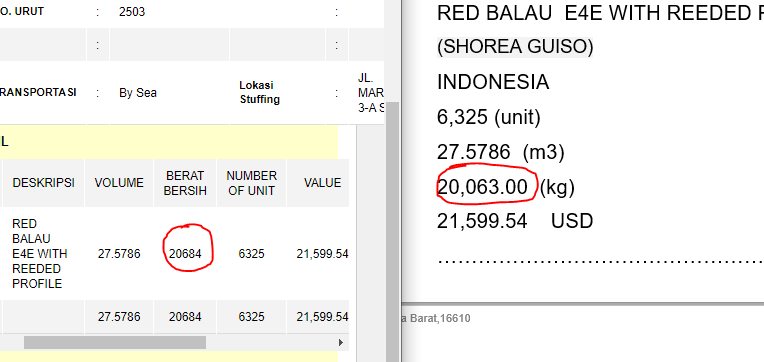 O. URUT : 2503 :
: :
RANSPORTASI : By Sea Lokasi Stuffing : JL. MAR 3-A S
L
DESKRIPSI VOLUME BERAT BERSIH NUMBER OF UNIT VALUE
RED BALAU E4E WITH REEDED PROFILE 27.5786 20684 6325 21,599.54
27.5786 20684 6325 21,599.54
RED BALAU E4E WITH REEDED F
(SHOREA GUISO)
INDONESIA
6,325 (unit)
27.5786 (m3)
20,063.00 (kg)
21,599.54 USD
....................................................
a Barat,16610